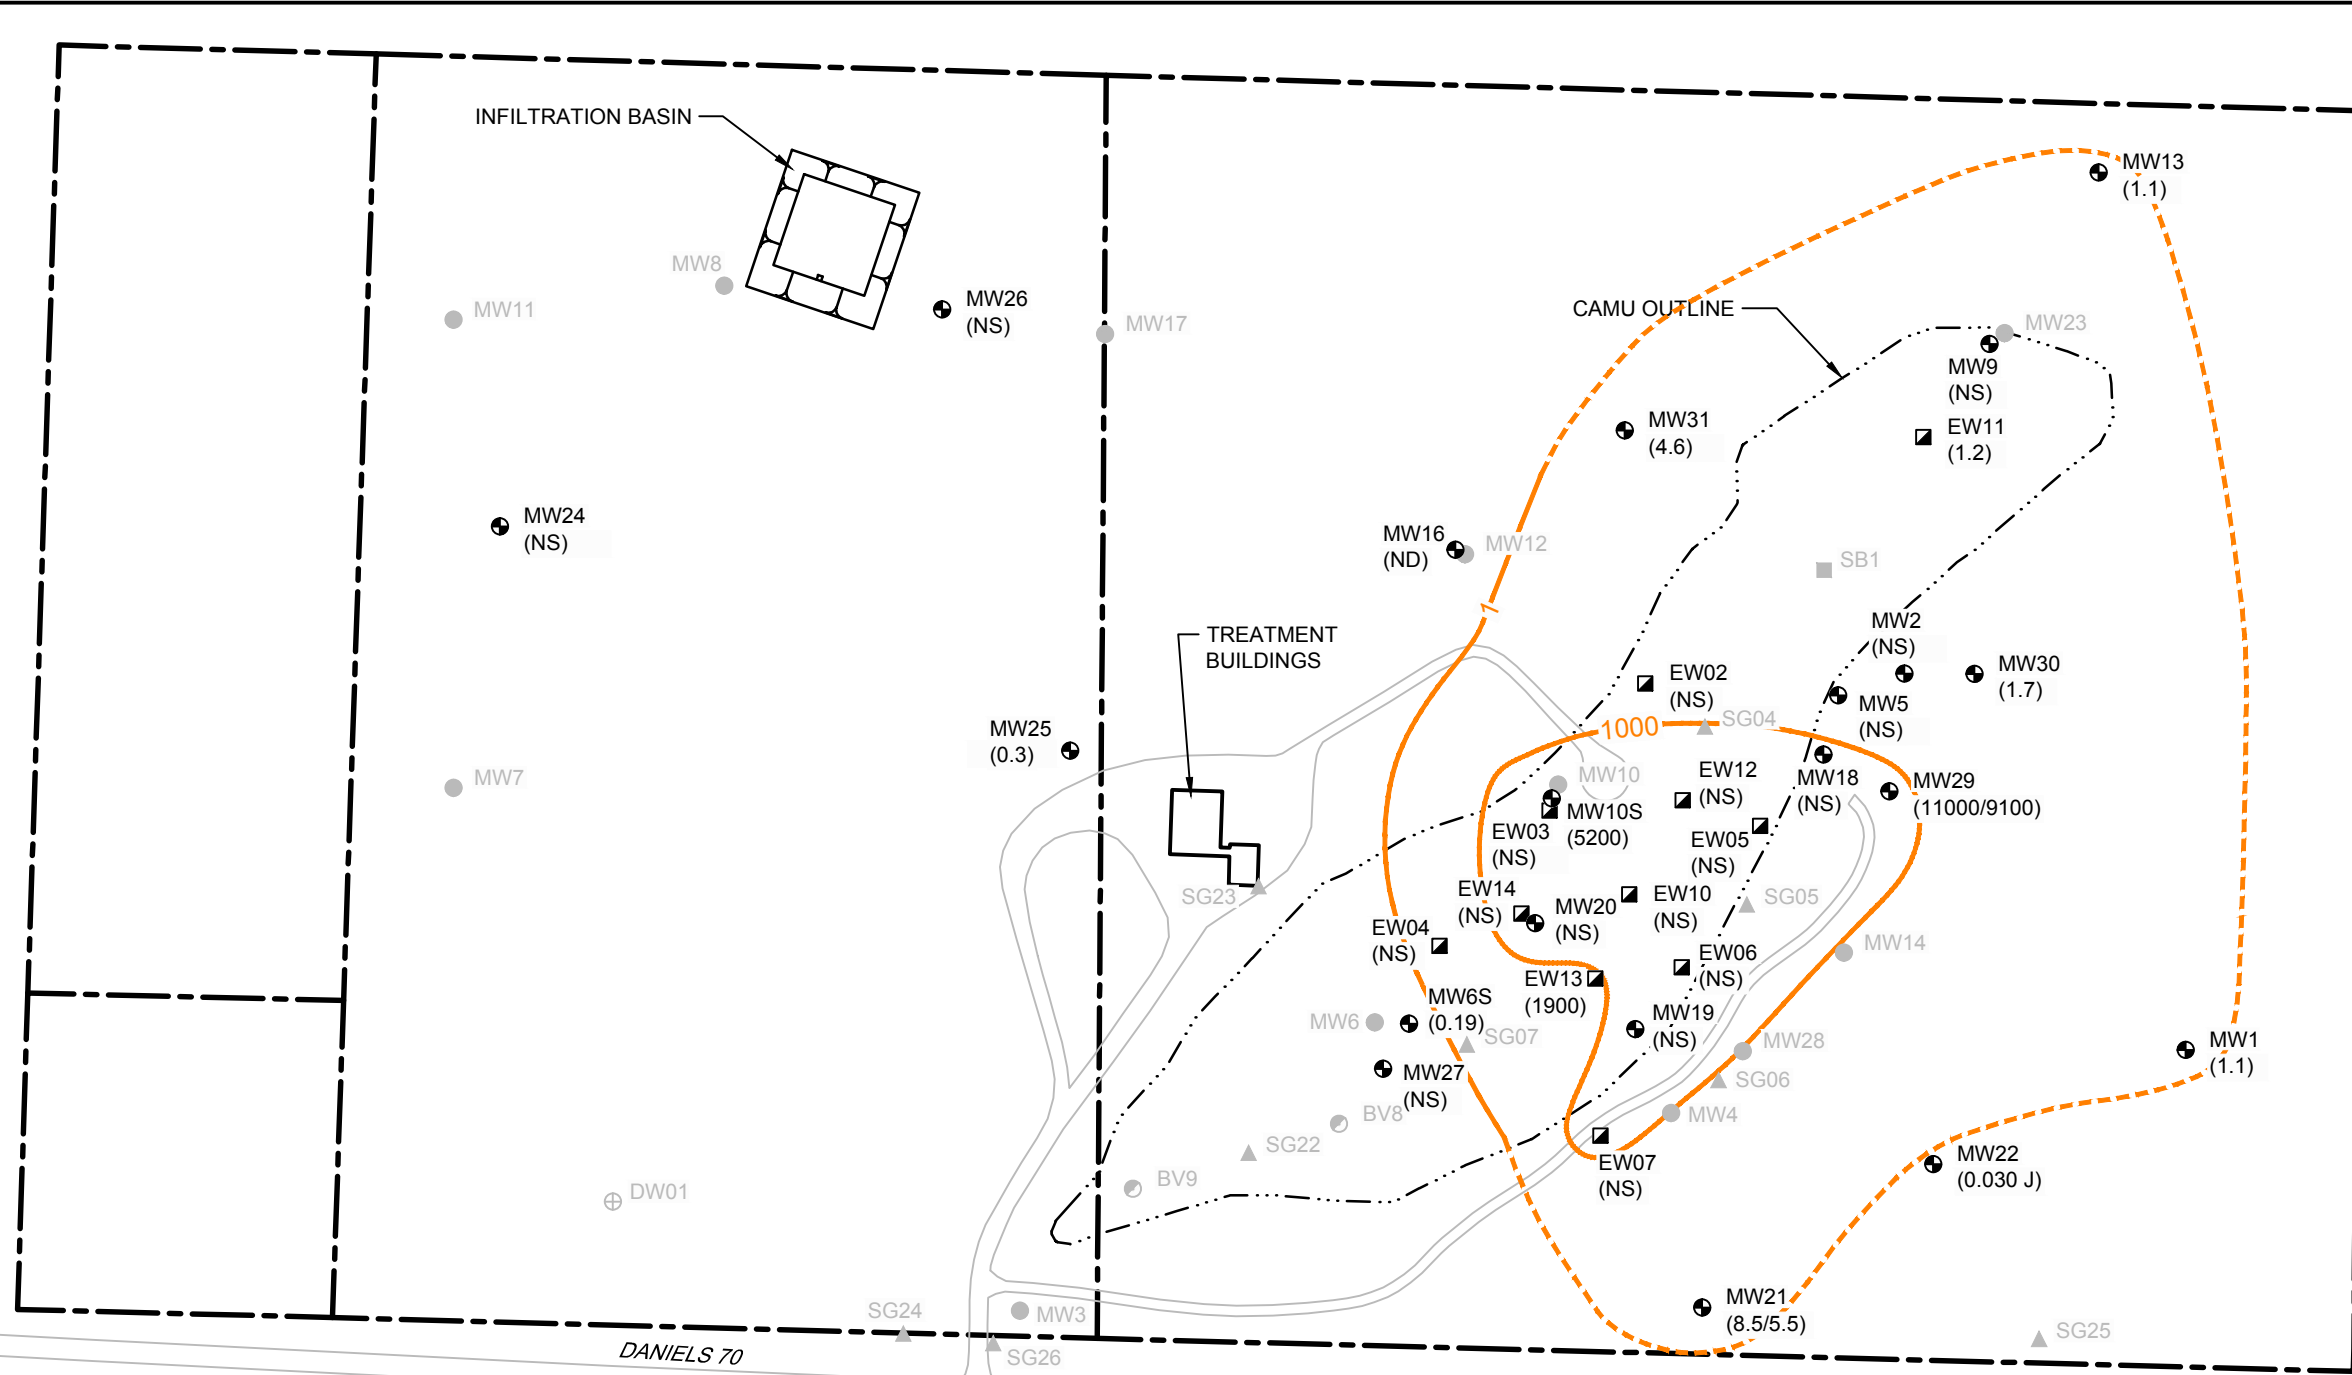 INFILTRATION BASIN
MW13
(1.1)
MW8
MW11
MW26
(NS)
MW17
CAMU OUTLINE
MW23
MW9
(NS)
MW31
(4.6)
EW11
(1.2)
MW24
(NS)
MW16
(ND)
MW12
SB1
1
MW2
(NS)
TREATMENT
BUILDINGS
MW30
(1.7)
EW02
(NS)
MW5
(NS)
1000
SG04
MW25
(0.3)
MW7
MW10
EW12
(NS)
MW18
(NS)
MW29
(11000/9100)
MW10S
(5200)
EW03
(NS)
EW05
(NS)
SG23
EW14
(NS)
MW20
(NS)
EW10
(NS)
SG05
EW04
(NS)
MW14
EW06
(NS)
EW13
(1900)
MW6S
(0.19)
MW6
SG07
MW19
(NS)
MW28
MW1
(1.1)
MW27
(NS)
SG06
BV8
MW4
SG22
EW07
(NS)
MW22
(0.030 J)
BV9
DW01
MW21
(8.5/5.5)
SG24
MW3
SG26
SG25
DANIELS 70